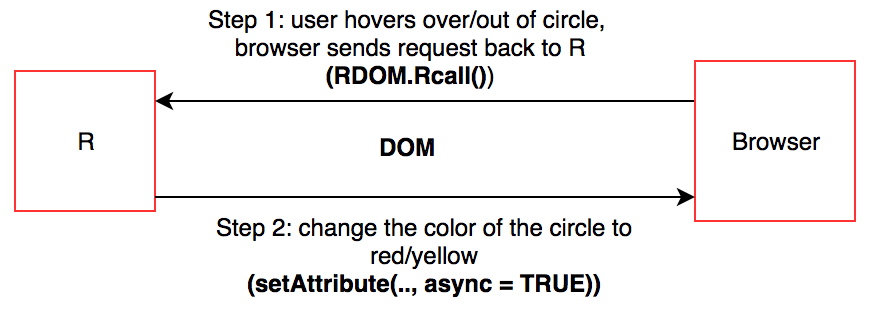 Step 1: user hovers over/out of circle,
browser sends request back to R
(RDOM.Rcall())
R
DOM
Browser
Step 2: change the color of the circle to
red/yellow
(setAttribute(.., async = TRUE))